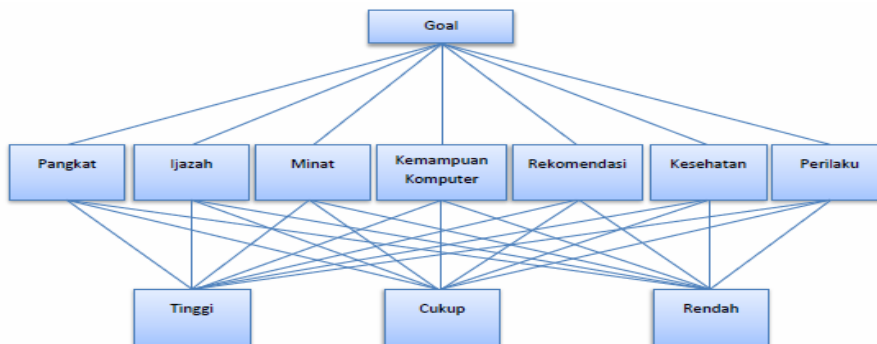 Goal
Pangkat
Ijazah
Minat
Kemampuan
Komputer
Rekomendasi
Kesehatan
Perilaku
Tinggi
Cukup
Rendah